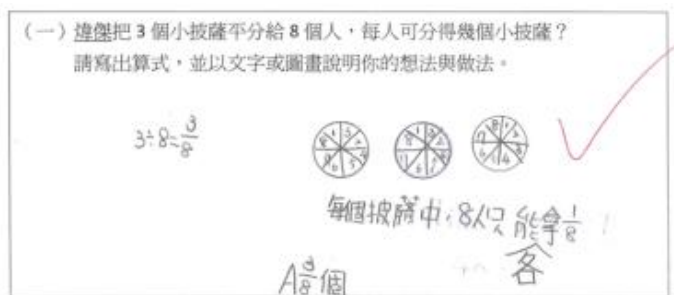 （一）煒傑把 3 個小披薩平分給 8 個人，每人可分得幾個小披薩？
請寫出算式，並以文字或圖畫說明你的想法與做法。
3÷8=3/8
每個披薩中，8人只能拿1/8
各
A 3/8 個